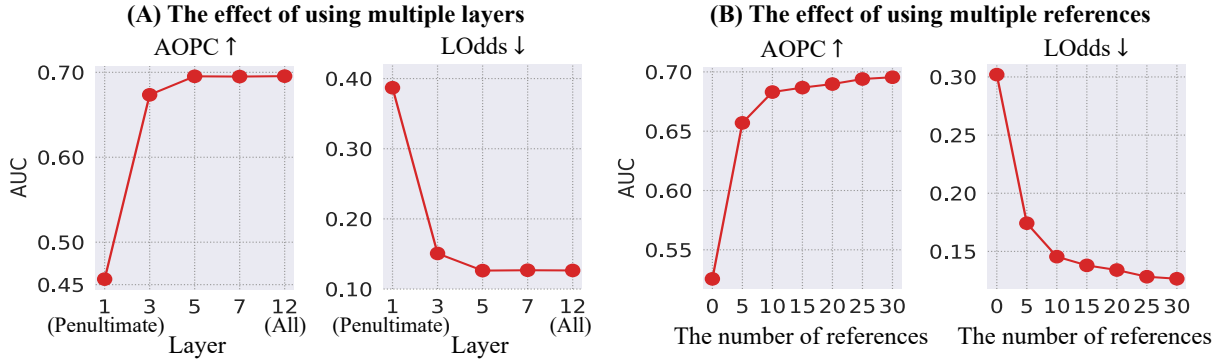 (A) The effect of using multiple layers
(B) The effect of using multiple references
AOPC ↑
LOdds ↓
AOPC ↑
LOdds ↓
AUC
0.70
0.60
0.50
0.45
1
3
5
7
12
(Penultimate)
(All)
Layer
0.40
0.40
0.20
0.10
1
3
5
7
12
(Penultimate)
(All)
Layer
AUC
0.70
0.65
0.60
0.55
0 5 10 15 20 25 30
The number of references
0.30
0.25
0.20
0.15
0 5 10 15 20 25 30
The number of references